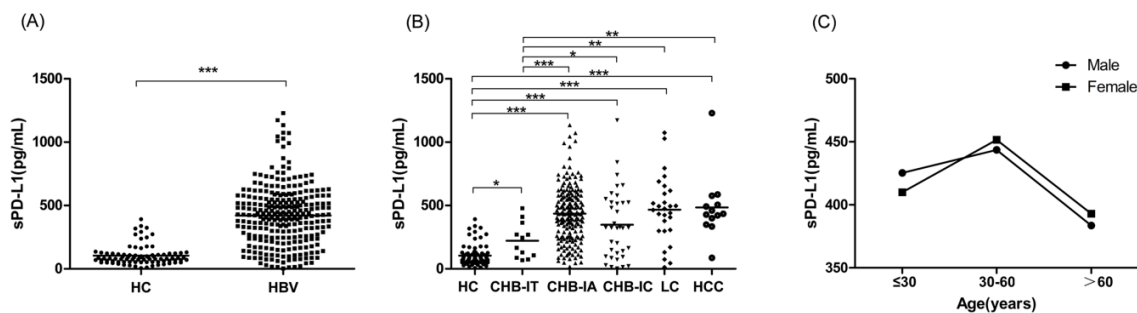 (A)
***
sPD-L1(pg/mL)
1500
1000
500
0
HC
HBV
(B)
**
**
*
***
***
***
***
***
*
sPD-L1(pg/mL)
1500
1000
500
0
HC
CHB-IT
CHB-IA
CHB-IC
LC
HCC
(C)
Male
Female
sPD-L1(pg/mL)
500
450
400
350
≤30
30-60
>60
Age(years)